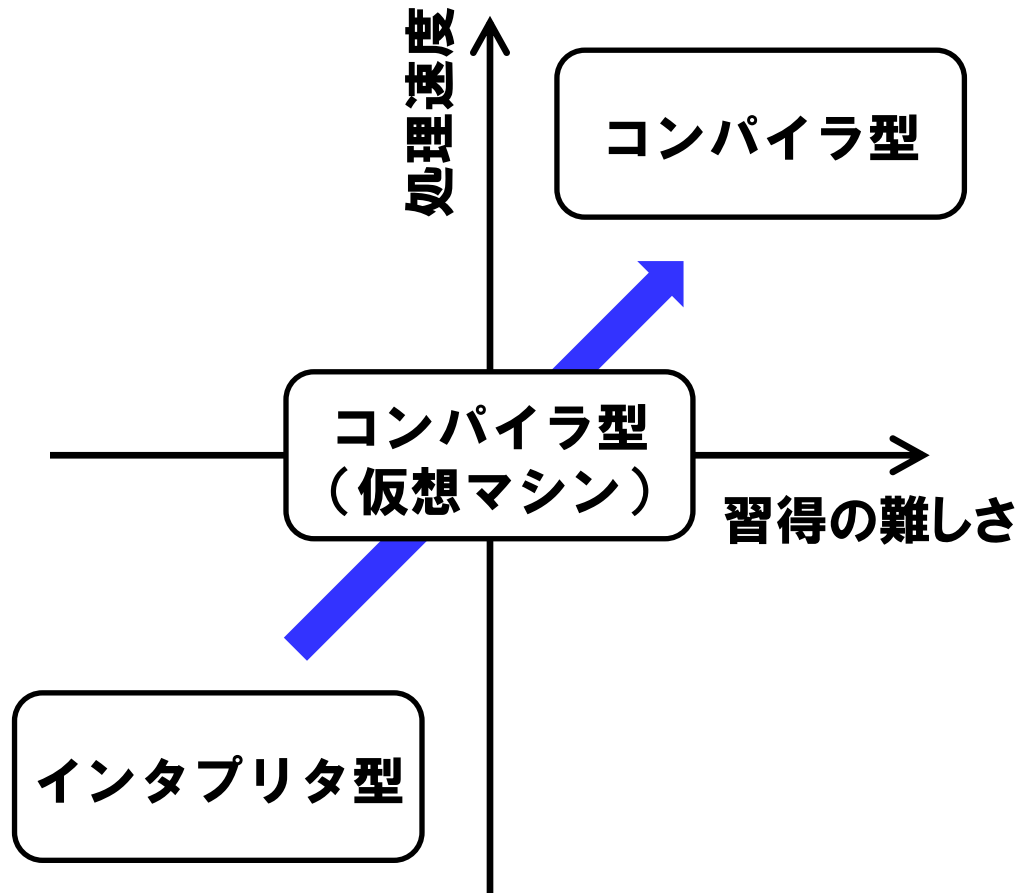 処理速度
コンパイラ型
コンパイラ型
（仮想マシン）
習得の難しさ
インタプリタ型